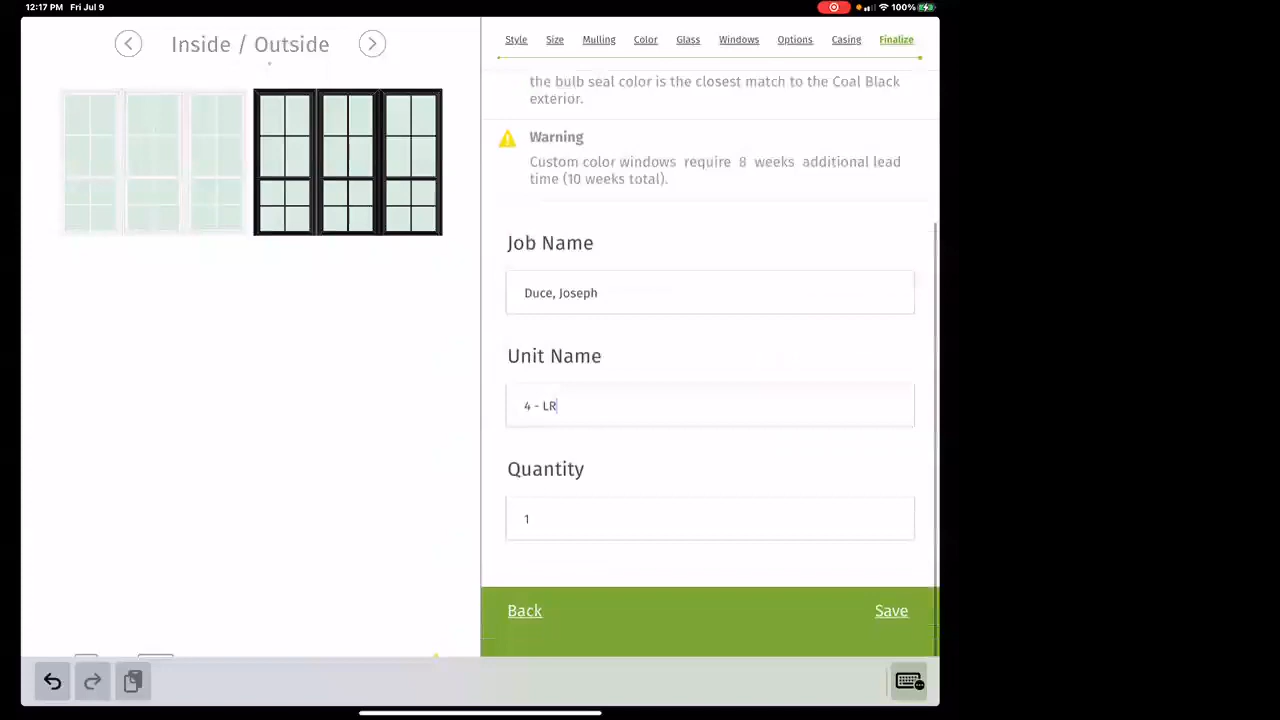 12:17 PM Fri Jul 9
100%
Inside / Outside
Style Size Mulling Color Glass Windows Options Casing Finalize
the bulb seal color is the closest match to the Coal Black
exterior.
Warning
Custom color windows require 8 weeks additional lead
time (10 weeks total).
Job Name
Duce, Joseph
Unit Name
4 - LR
Quantity
1
Back
Save